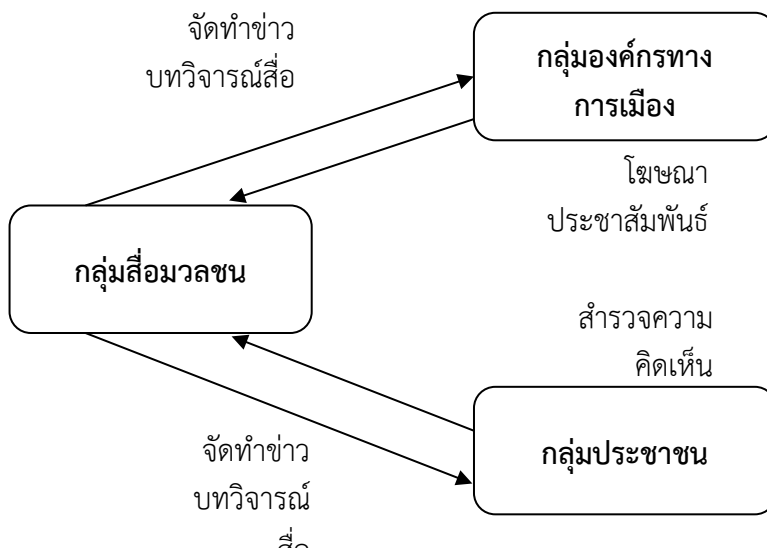 จัดทำข่าว
บทวิจารณ์สื่อ
กลุ่มองค์กรทาง
การเมือง
โฆษณา
ประชาสัมพันธ์
กลุ่มสื่อมวลชน
สำรวจความ
คิดเห็น
จัดทำข่าว
บทวิจารณ์
สื่อ
กลุ่มประชาชน